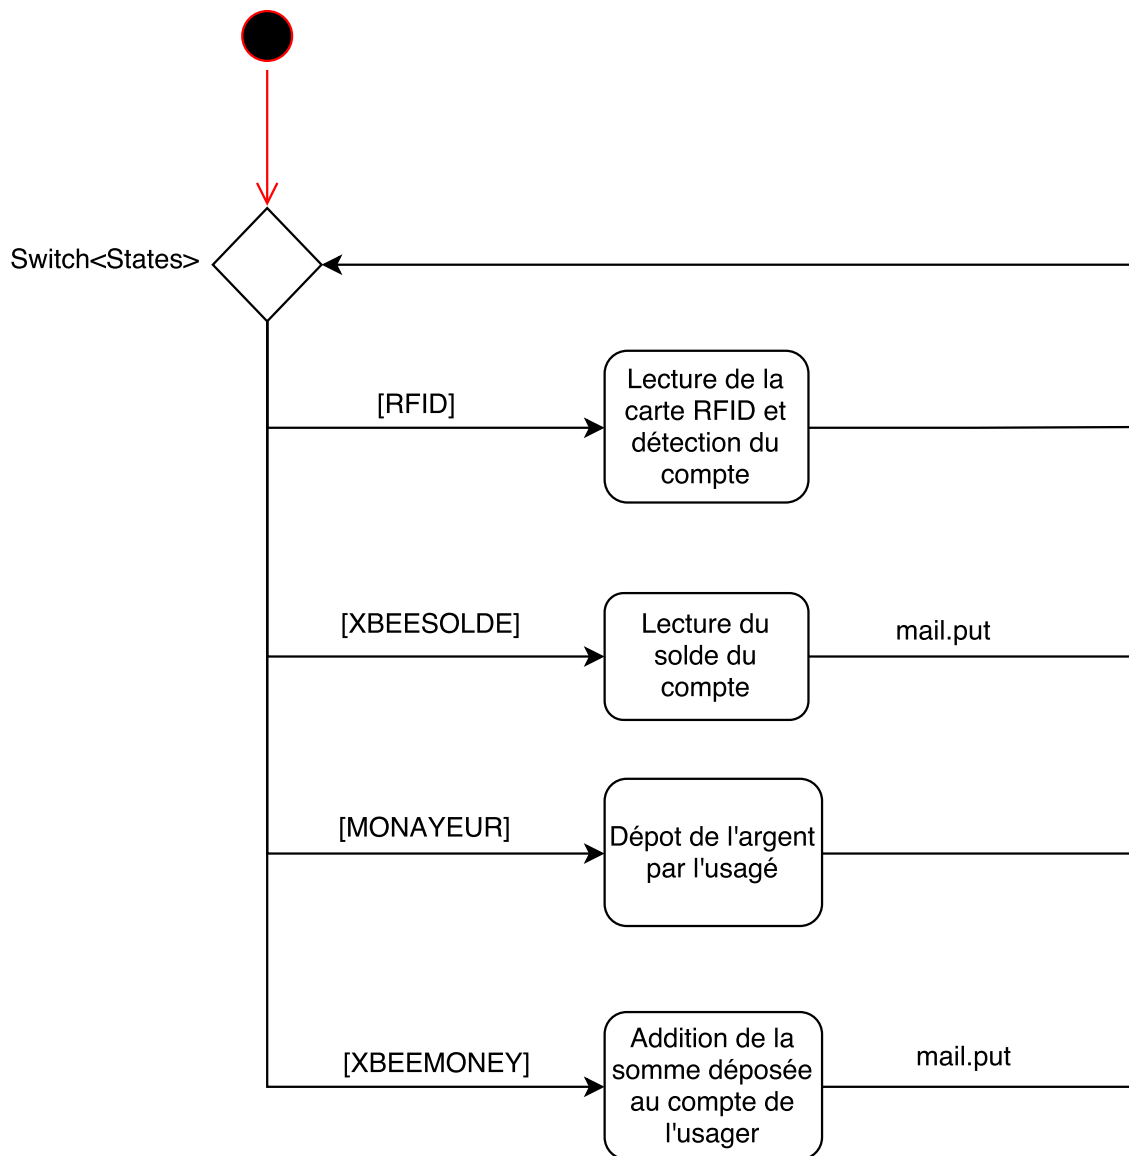 Switch<States>
[RFID]
Lecture de la
carte RFID et
détection du
compte
[XBEESOLDE]
Lecture du
solde du
compte
mail.put
[MONAYEUR]
Dépot de l'argent
par l'usagé
[XBEEMONEY]
Addition de la
somme déposée
au compte de
l'usager
mail.put